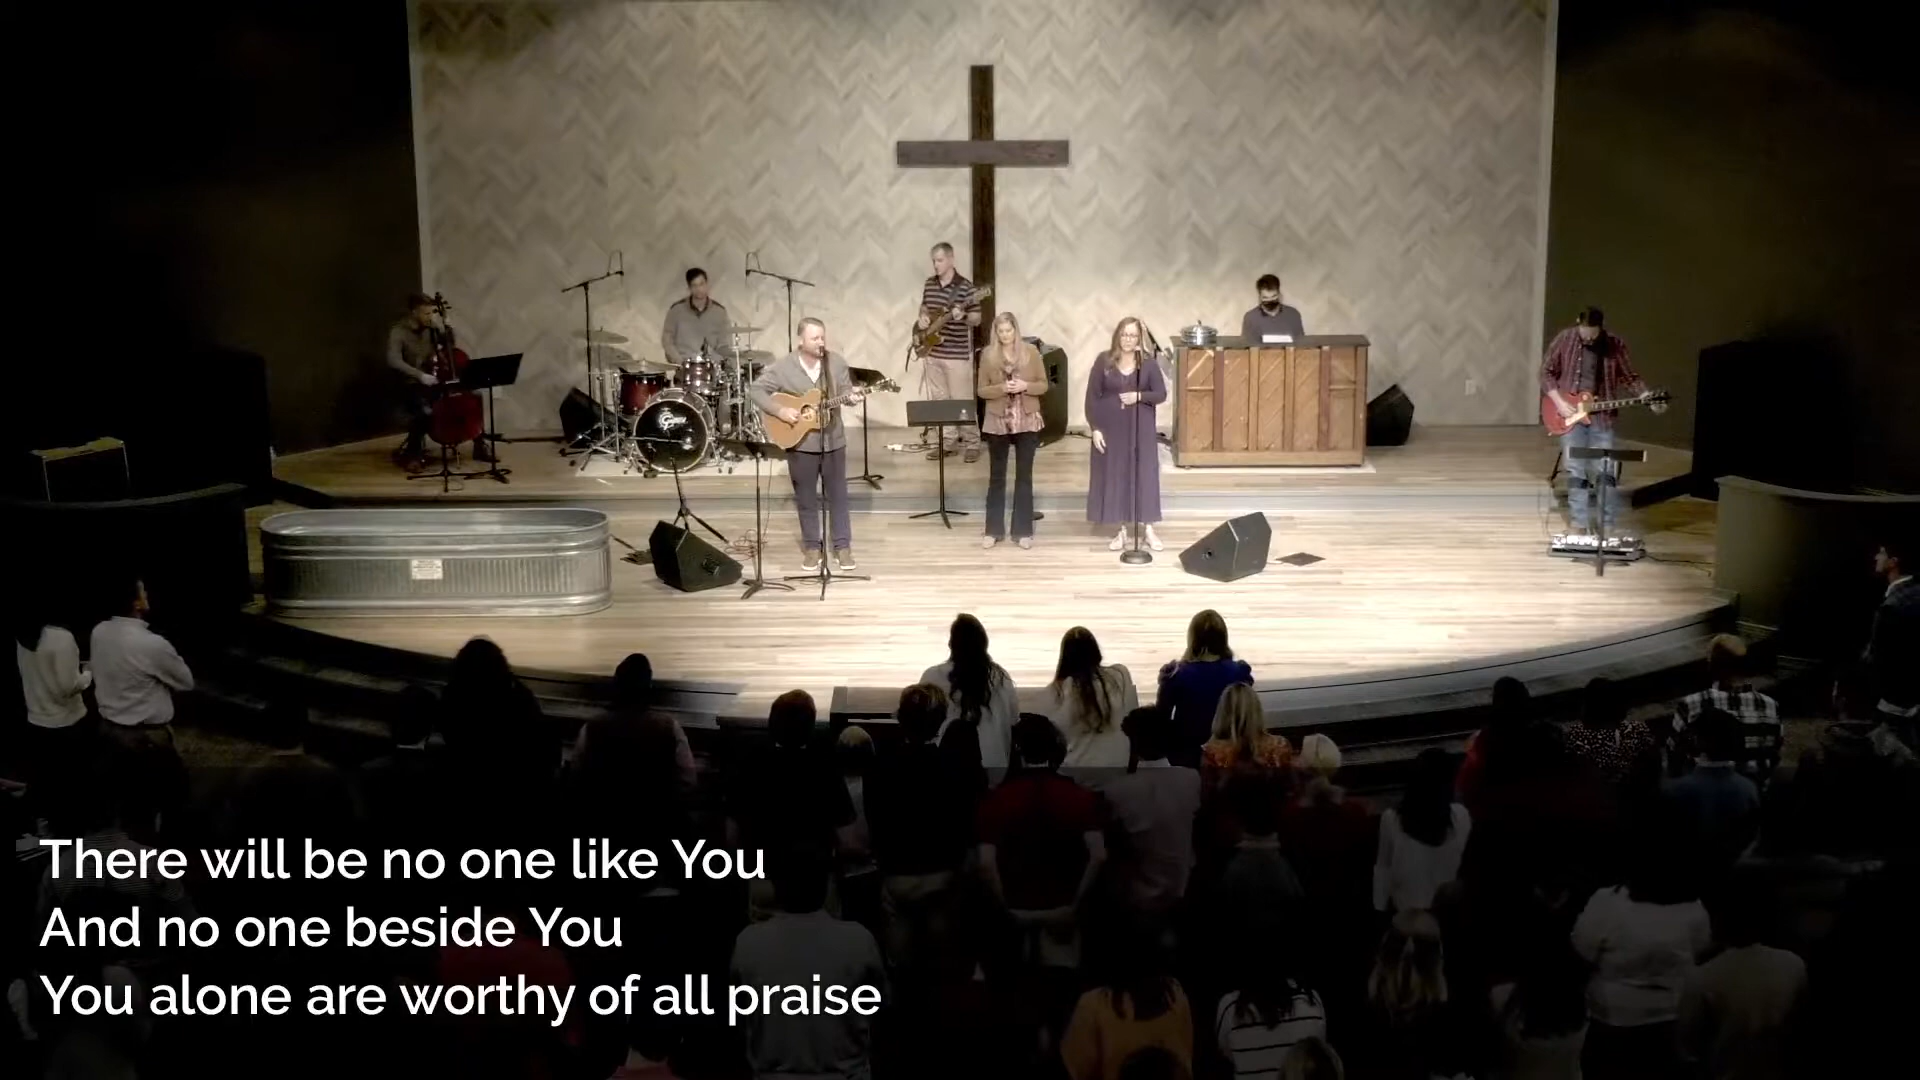 There will be no one like You
And no one beside You
You alone are worthy of all praise